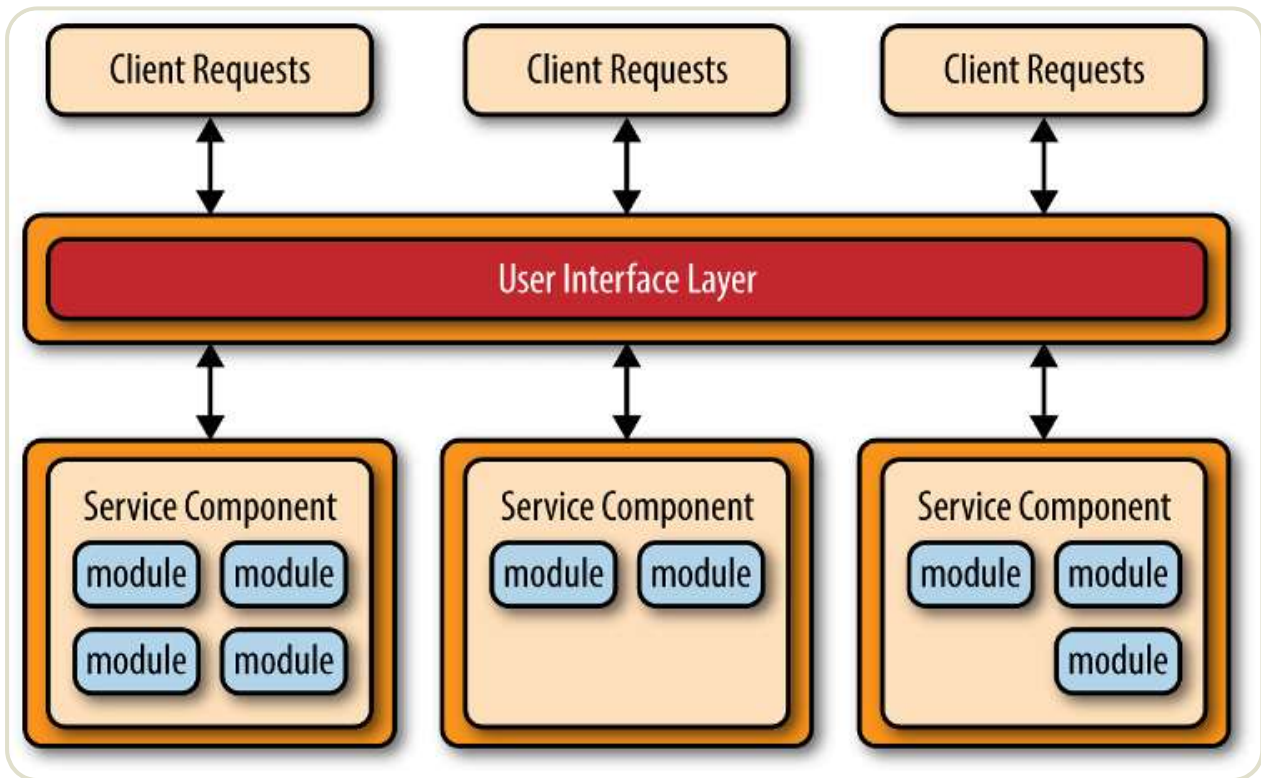 Client Requests
Client Requests
Client Requests
User Interface Layer
Service Component
module module
module module
Service Component
module module
Service Component
module module
module